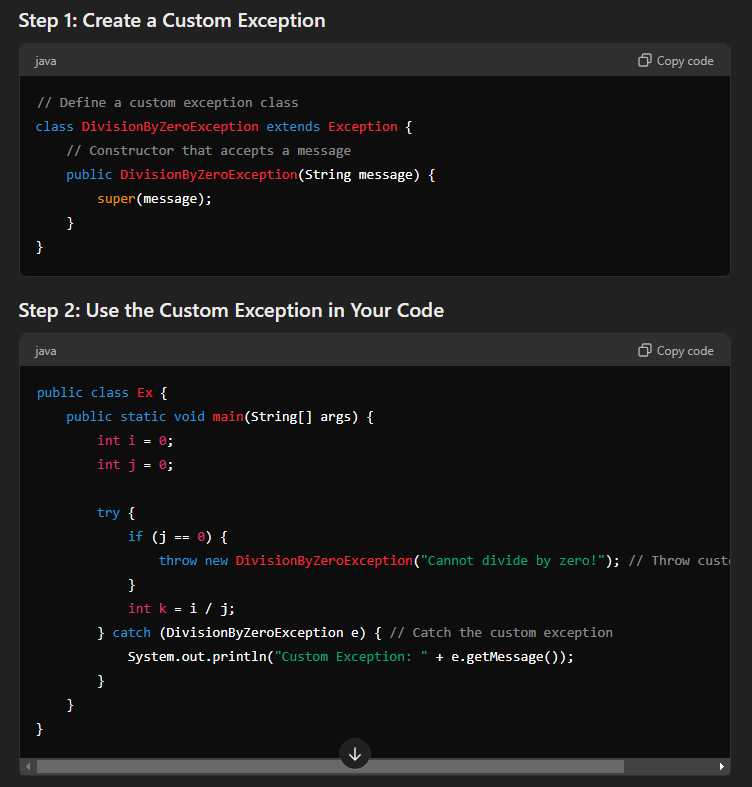 Step 1: Create a Custom Exception
java
Copy code
// Define a custom exception class
class DivisionByZeroException extends Exception {
    // Constructor that accepts a message
    public DivisionByZeroException(String message) {
        super(message);
    }
}
Step 2: Use the Custom Exception in Your Code
java
Copy code
public class Ex {
    public static void main(String[] args) {
        int i = 0;
        int j = 0;

        try {
            if (j == 0) {
                throw new DivisionByZeroException("Cannot divide by zero!"); // Throw
            }
            int k = i / j;
        } catch (DivisionByZeroException e) { // Catch the custom exception
            System.out.println("Custom Exception: " + e.getMessage());
        }
    }
}